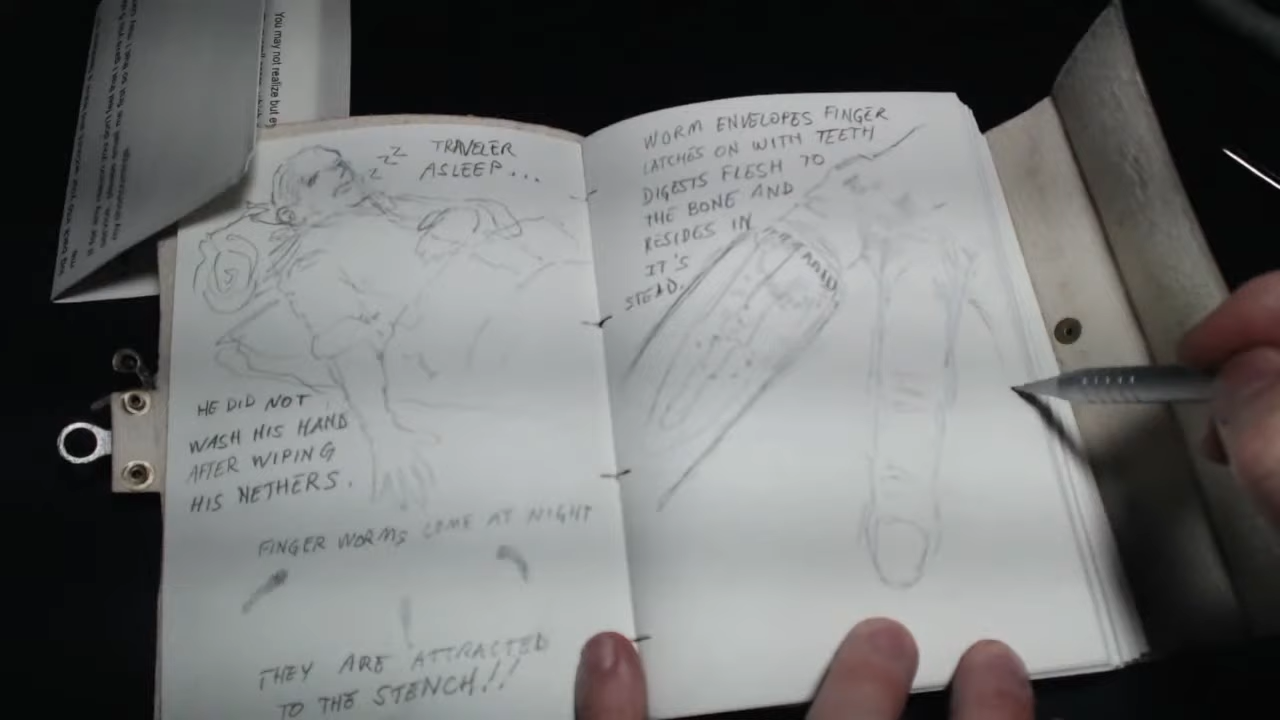 You may not realize but
zz
TRAVELER
ASLEEP...
HE DID NOT
WASH HIS HAND
AFTER WIPING
HIS NETHERS.
FINGER WORMS COME AT NIGHT
THEY ARE ATTRACTED
TO THE STENCH!!
WORM ENVELOPES FINGER
LATCHES ON WITH TEETH
DIGESTS FLESH TO
THE BONE AND
RESIDES IN
IT'S
STEAD.